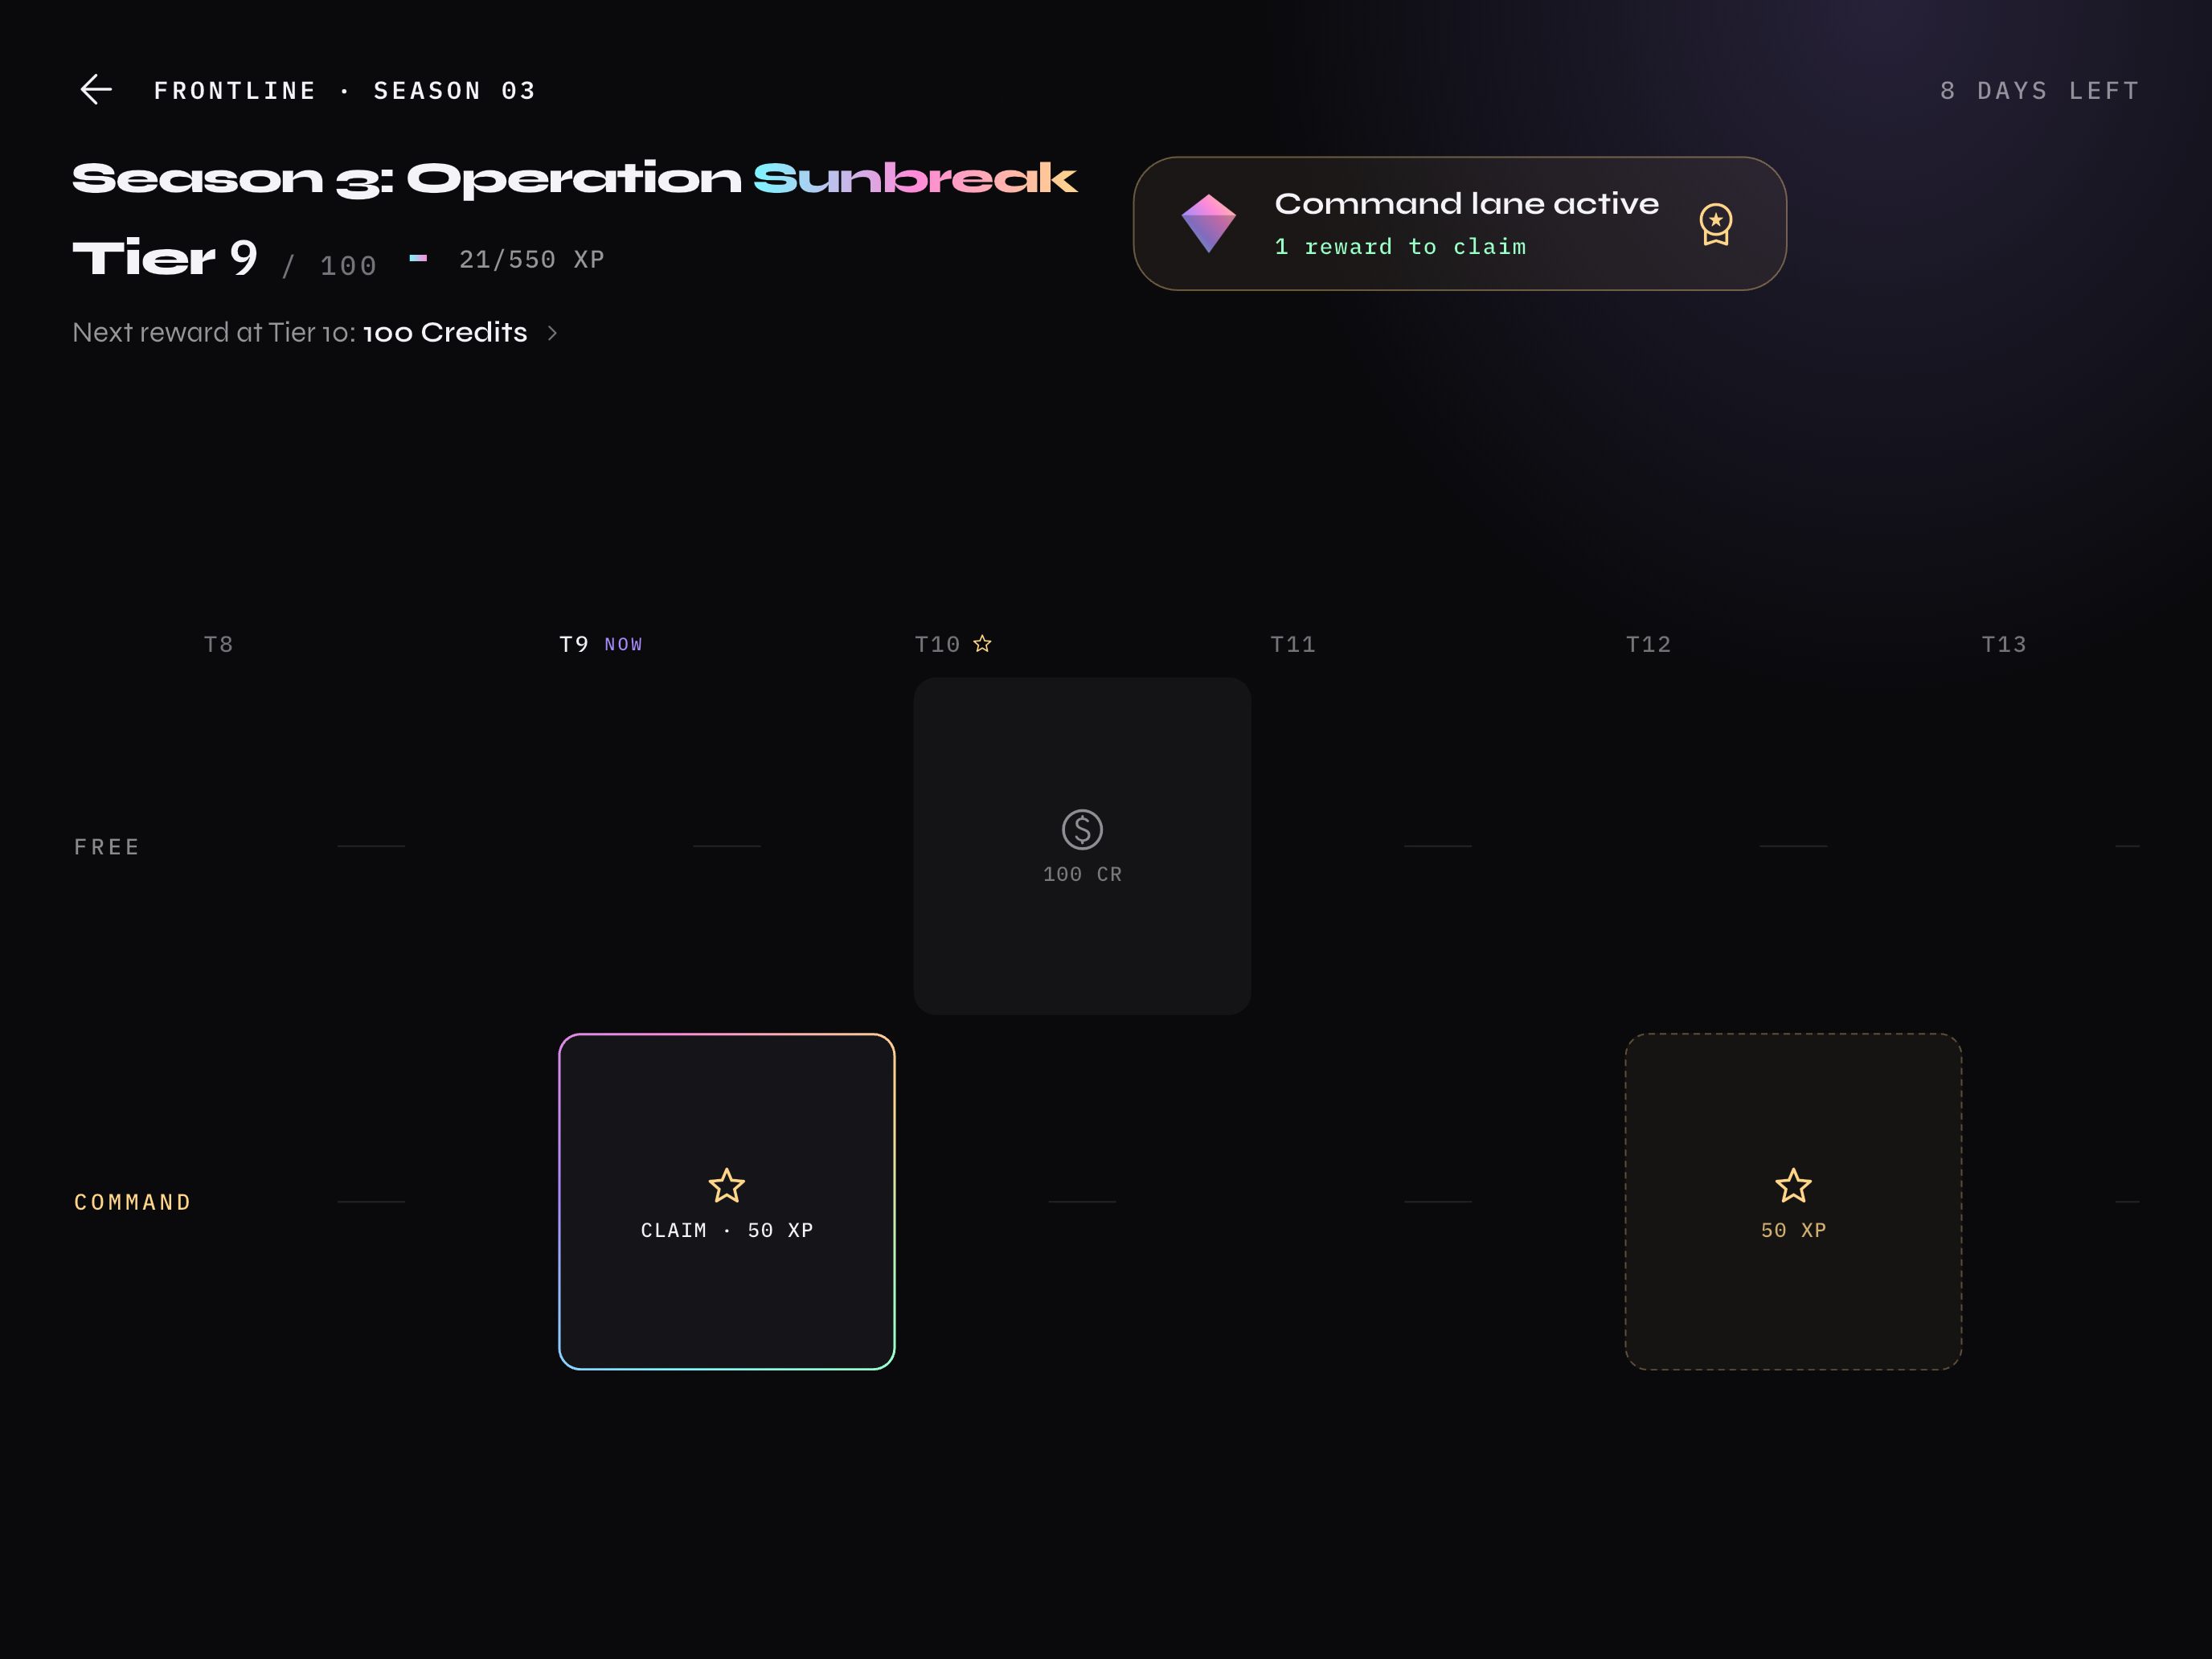 FRONTLINE · SEASON 03
8 DAYS LEFT
Season 3: Operation Sunbreak
Tier 9 / 100 21/550 XP
Next reward at Tier 10: 100 Credits
Command lane active
1 reward to claim
T8
T9 NOW
T10
T11
T12
T13
FREE
100 CR
COMMAND
CLAIM · 50 XP
50 XP